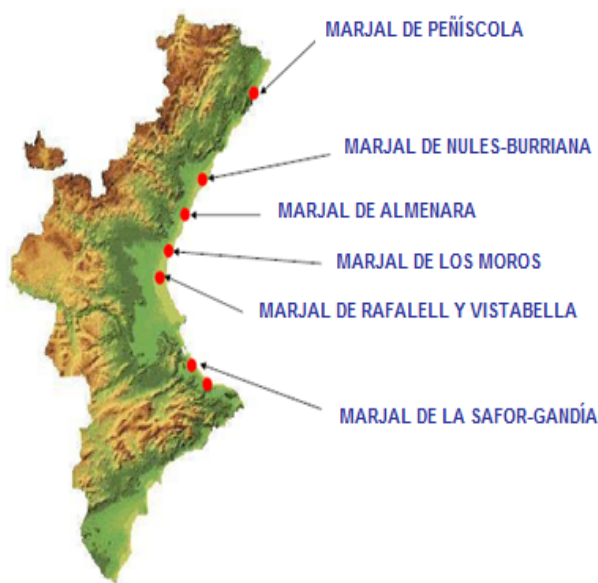 MARJAL DE PEÑÍSCOLA
MARJAL DE NULES-BURRIANA
MARJAL DE ALMENARA
MARJAL DE LOS MOROS
MARJAL DE RAFALELL Y VISTABELLA
MARJAL DE LA SAFOR-GANDÍA